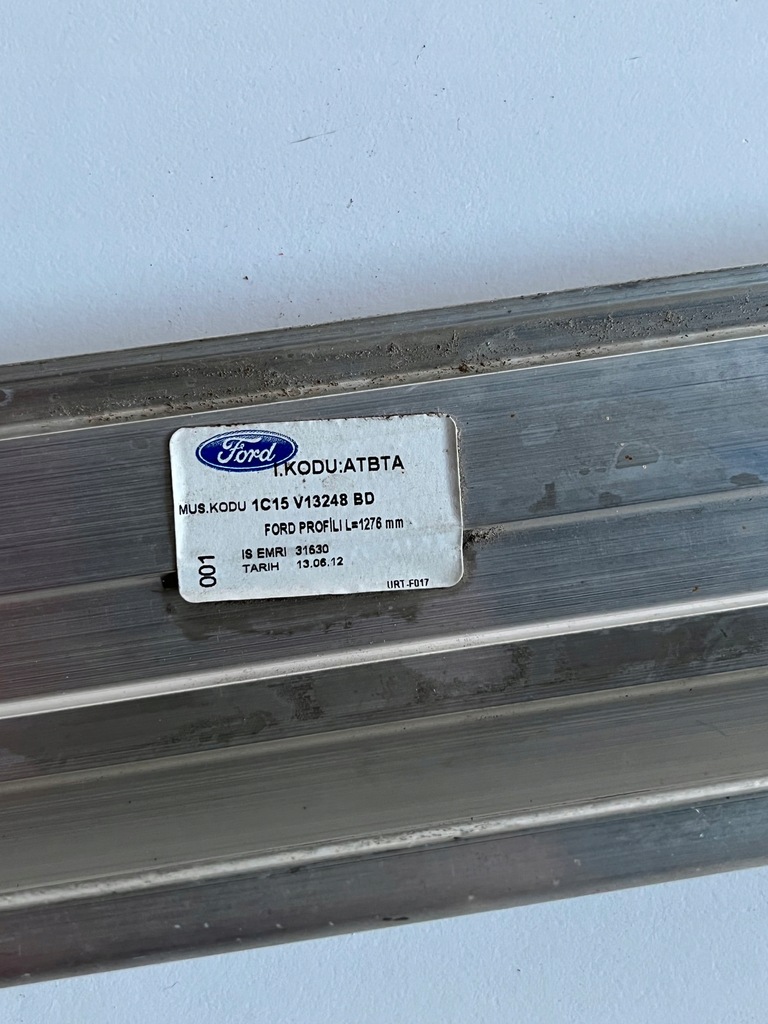 Ford
T.KODU:ATBTA
MUS.KODU 1C15 V13248 BD
FORD PROFİLİ L=1276 mm
001
IS EMRI 31630
TARIH 13.06.12
URT-F017